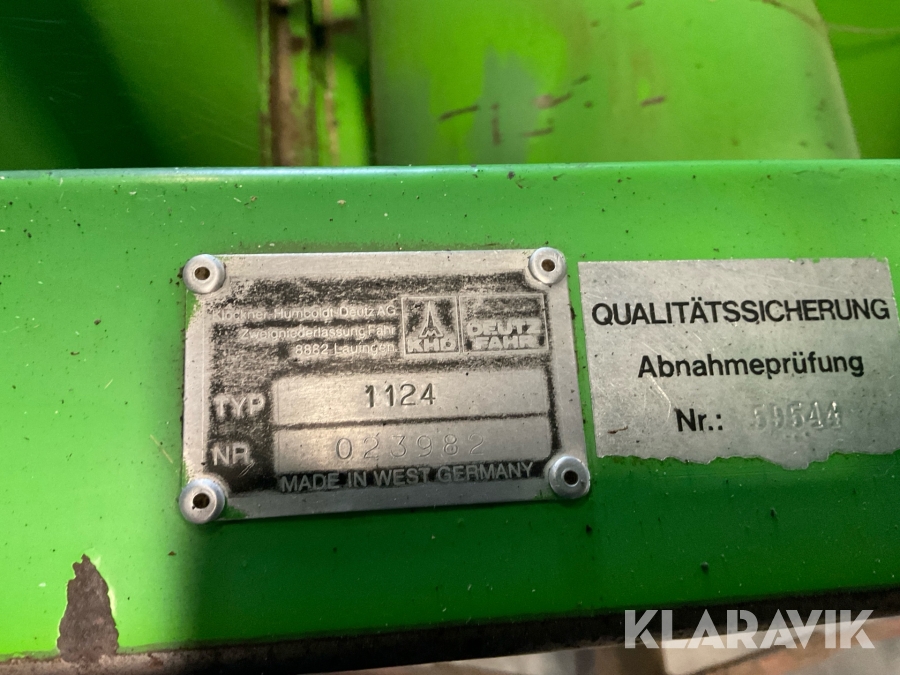 Klöckner Humboldt Deutz AG
Zweigniederlassung Fahr
8882 Lauingen
KHD
DEUTZ
FAHR
TYP 1124
NR. 023982
MADE IN WEST GERMANY
QUALITÄTSSICHERUNG
Abnahmeprüfung
Nr.: 59544
KLARAVIK